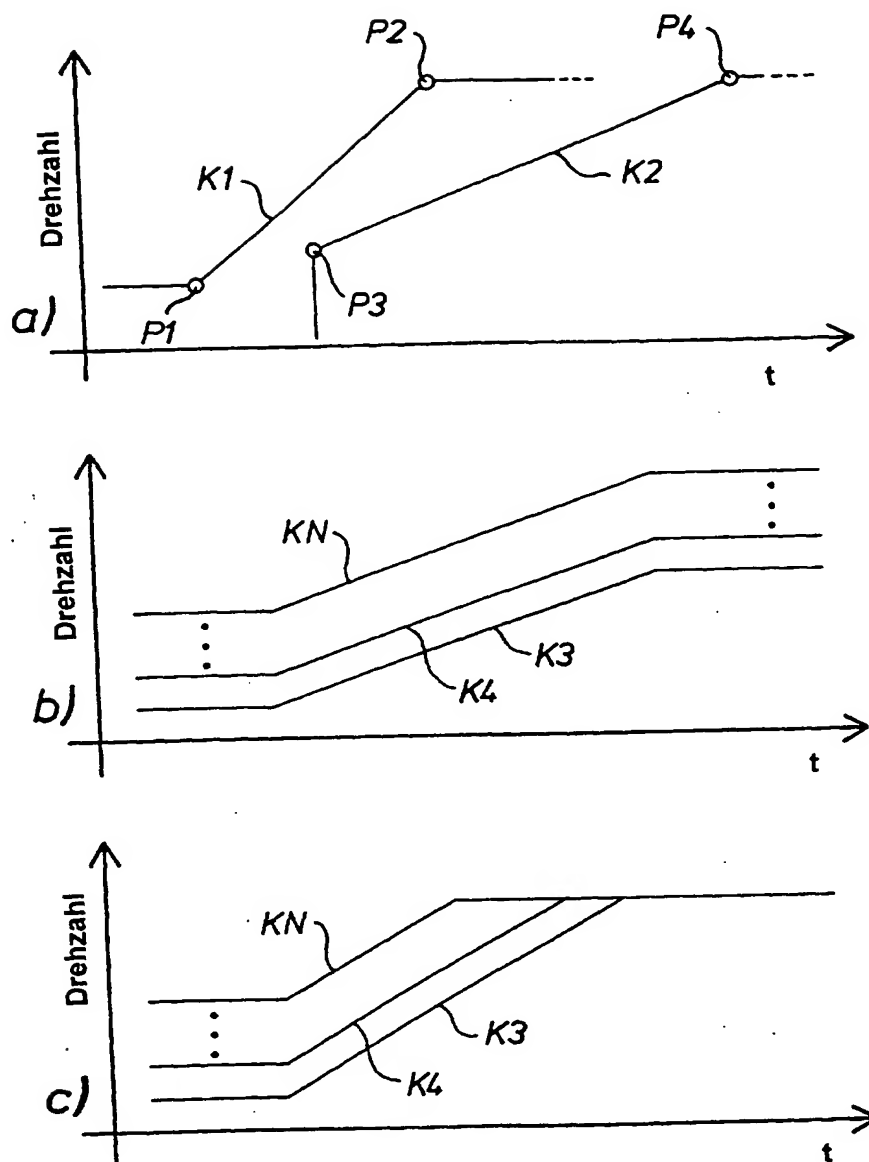 P2
P4
K1
K2
Drehzahl
P1
P3
a)
t
KN
Drehzahl
K3
K4
b)
t
KN
Drehzahl
K3
K4
c)
t